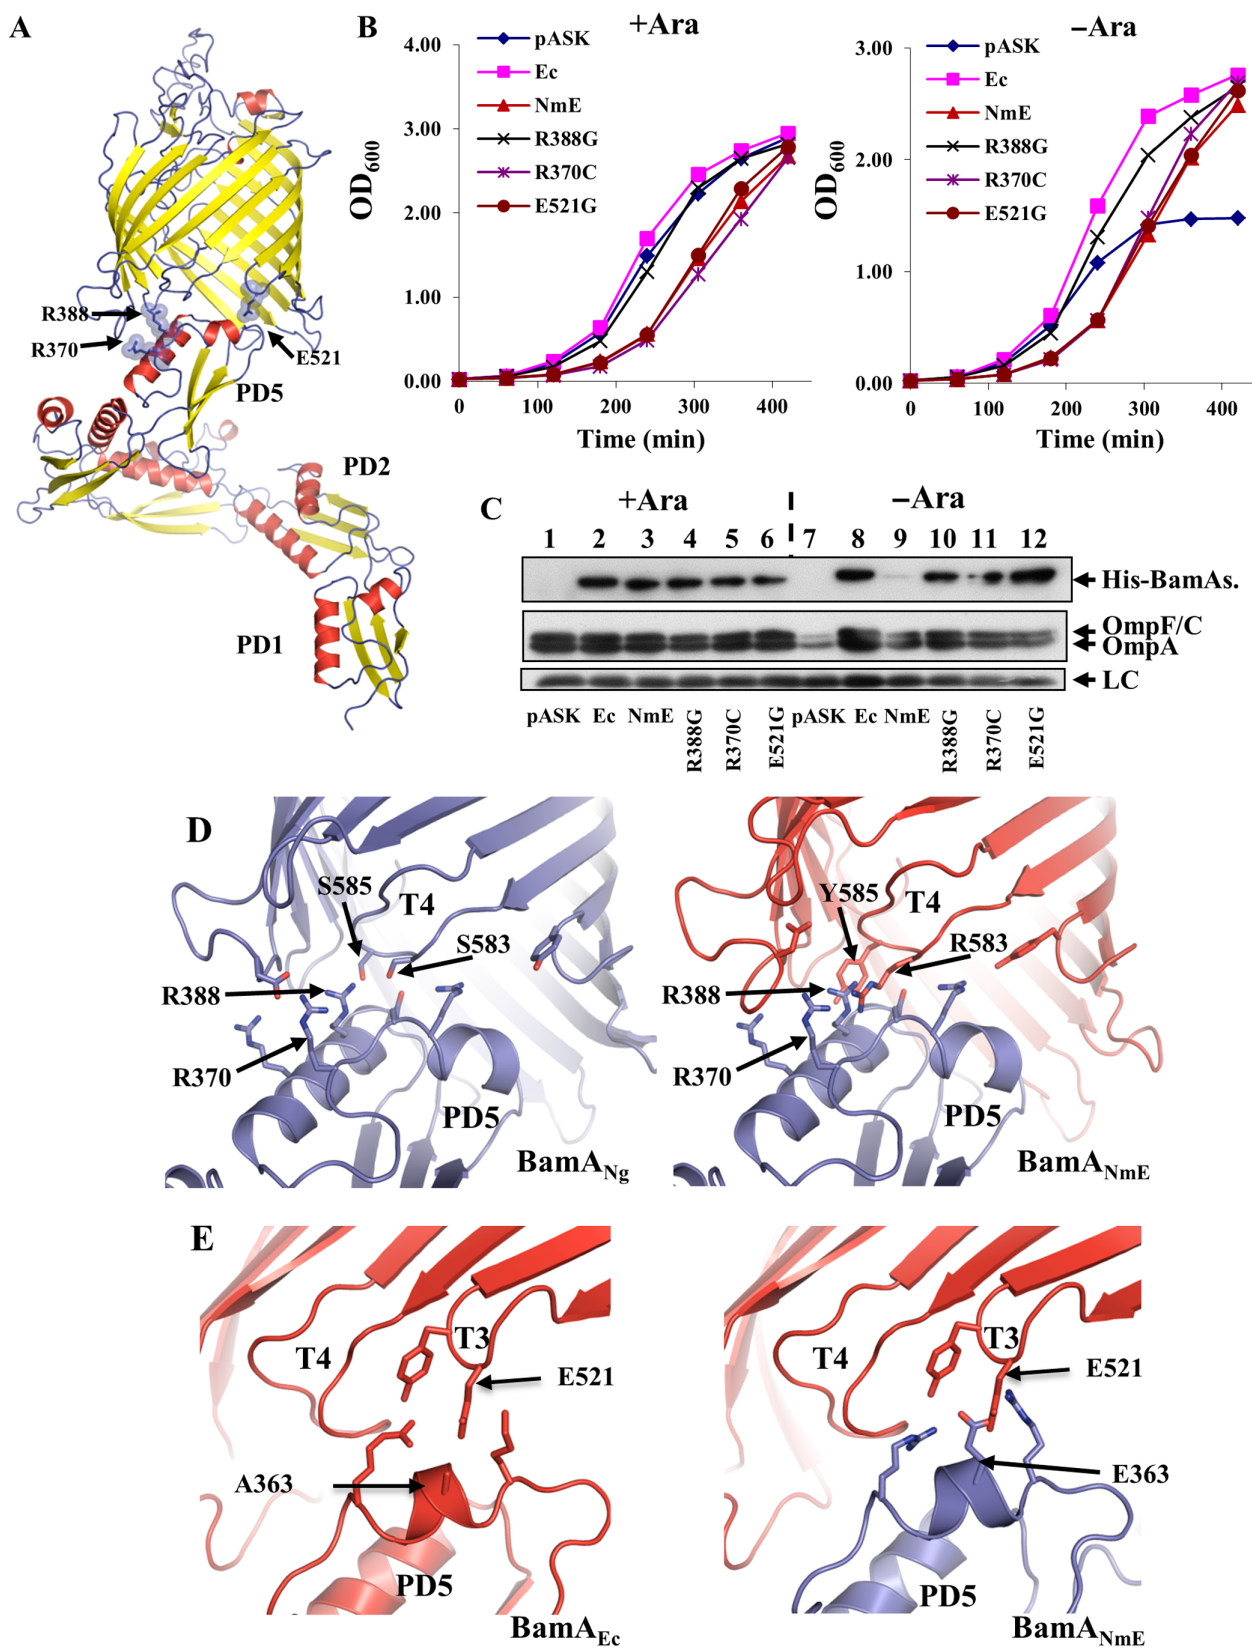 A
R388
R370
E521
PD5
PD2
PD1
B
+Ara
pASK
Ec
NmE
R388G
R370C
E521G
OD600
4.00
3.00
2.00
1.00
0.00
0 100 200 300 400
Time (min)
−Ara
pASK
Ec
NmE
R388G
R370C
E521G
OD600
3.00
2.00
1.00
0.00
0 100 200 300 400
Time (min)
C
+Ara −Ara
1 2 3 4 5 6 7 8 9 10 11 12
His-BamAs.
OmpF/C
OmpA
LC
pASK Ec NmE R388G R370C E521G pASK Ec NmE R388G R370C E521G
D
S585
T4
S583
R388
R370
PD5
BamANg
Y585
T4
R583
R388
R370
PD5
BamANmE
E
T4
T3
E521
A363
PD5
BamAEc
T4
T3
E521
E363
PD5
BamANmE